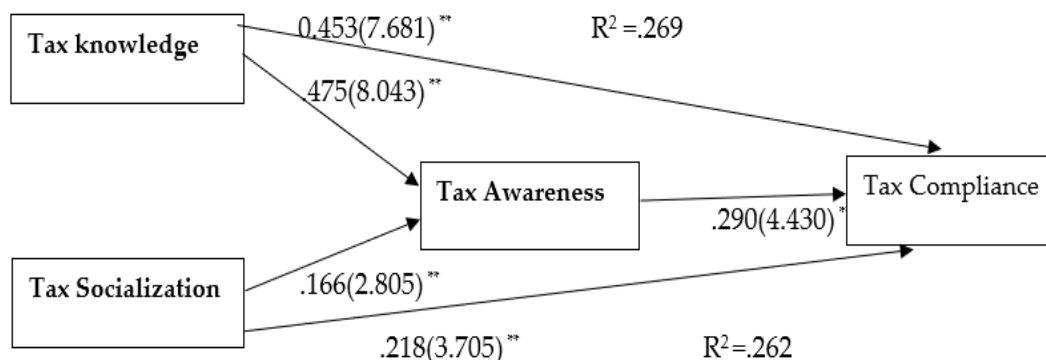 0.453(7.681) ** R² =.269
Tax knowledge
.475(8.043) **
Tax Awareness
Tax Compliance
.290(4.430) *
Tax Socialization
.166(2.805) **
.218(3.705) ** R²=.262